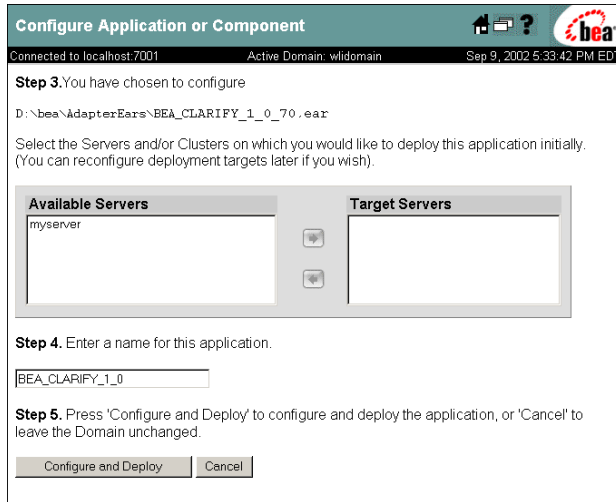 Configure Application or Component
?
bea
Connected to localhost:7001 Active Domain: wlidomain Sep 9, 2002 5:33:42 PM ED
Step 3.You have chosen to configure
D:\bea\AdapterEars\BEA_CLARIFY_1_0_70.ear
Select the Servers and/or Clusters on which you would like to deploy this application initially.
(You can reconfigure deployment targets later if you wish).
Available Servers Target Servers
myserver
Step 4. Enter a name for this application.
BEA_CLARIFY_1_0
Step 5. Press 'Configure and Deploy' to configure and deploy the application, or 'Cancel' to
leave the Domain unchanged.
Configure and Deploy Cancel